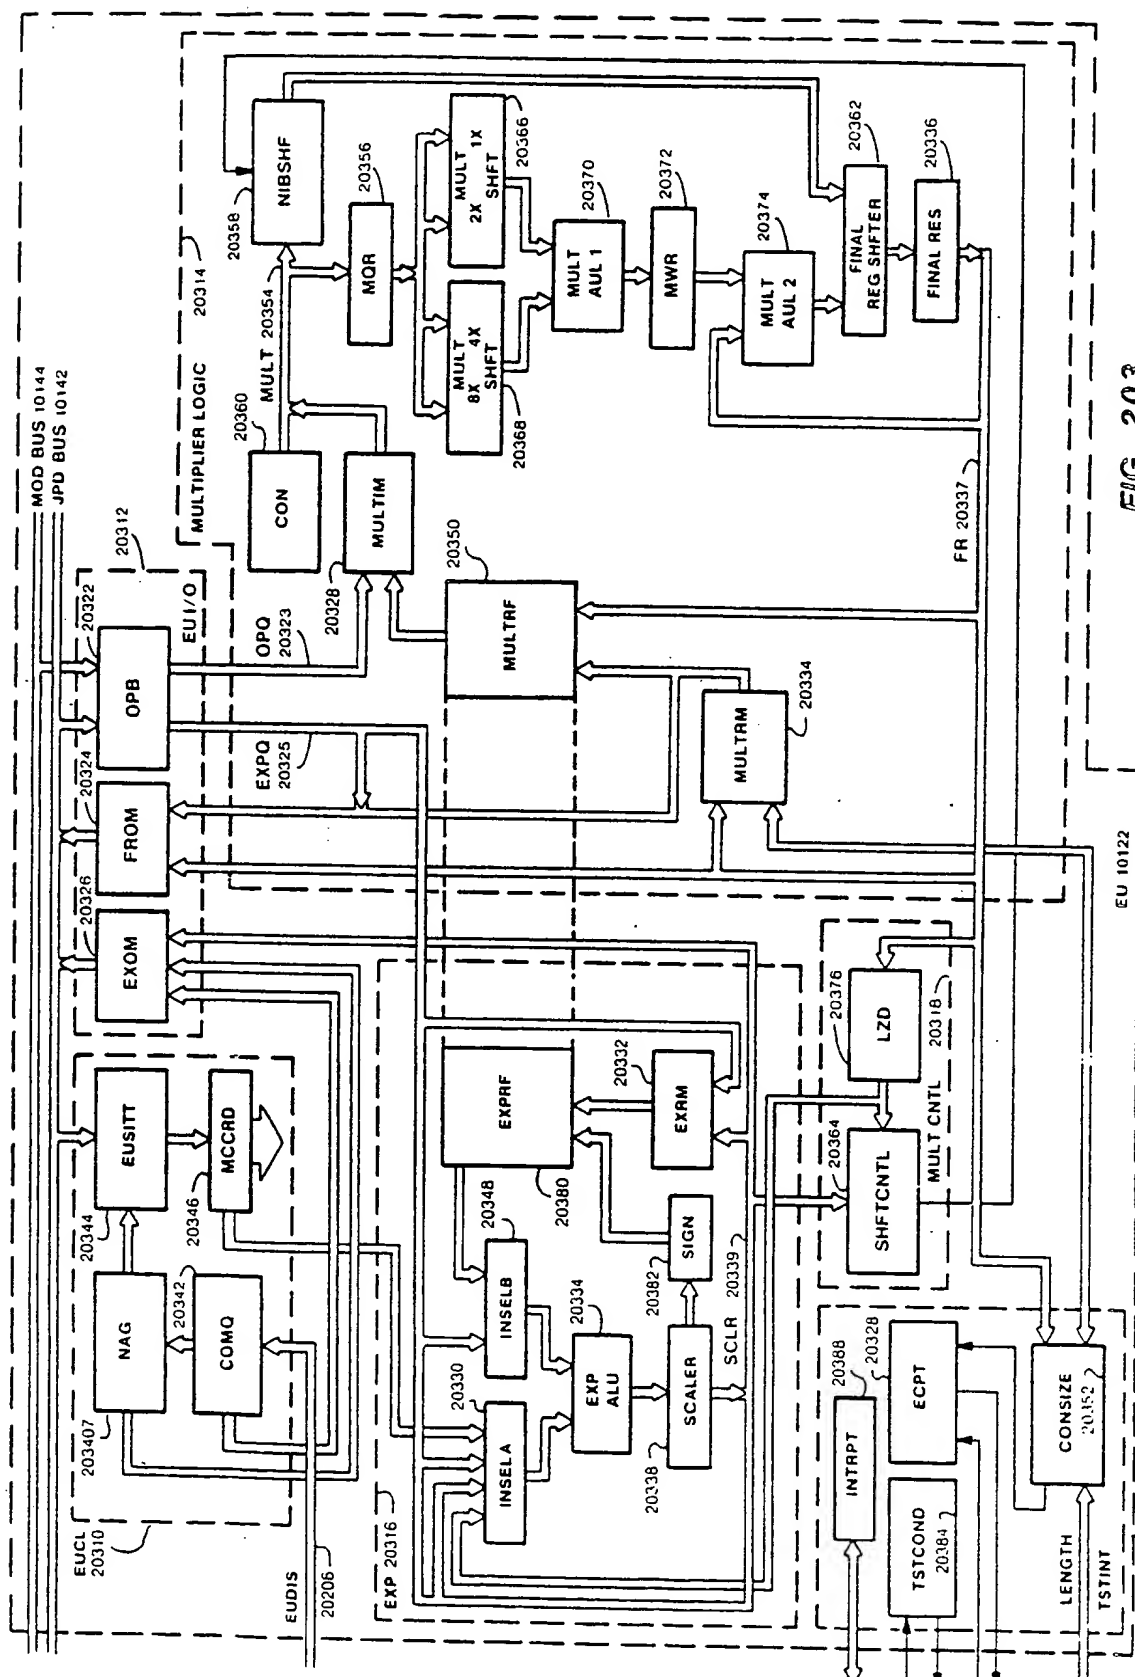 MOD BUS 10144
JPD BUS 10142
EUCL
20310
203407
NAG
COMQ
20342
20344
EUSITT
20346
MCCRD
EXOM
20326
FROM
20324
OPB
20322
20312
EU I/O
EUDIS
20206
EXPQ
20325
OPQ
20323
MULTIPLIER LOGIC
20314
CON
20360
MULT 20354
20358
NIBSHF
20328
MULTIM
MQR
20356
20350
MULTRF
20368
MULT
8X 4X
SHFT
MULT 1X
2X SHFT
20366
MULT
AUL 1
20370
MWR
20372
MULT
AUL 2
20374
FINAL
REG SHFTER
20362
FINAL RES
20336
FR 20337
MULTRM
20334
EXP 20316
INSELA
20330
INSELB
20348
EXPRF
20380
EXP
ALU
20334
SCALER
20338
SIGN
20382
EXRM
20332
SCLR 20339
SHFTCNTL
20364
LZD
20376
MULT CNTL
20318
INTRPT
20388
TSTCOND
20384
ECPT
20328
CONSIZE
20352
LENGTH
TSTINT
EU 10122
FIG 203